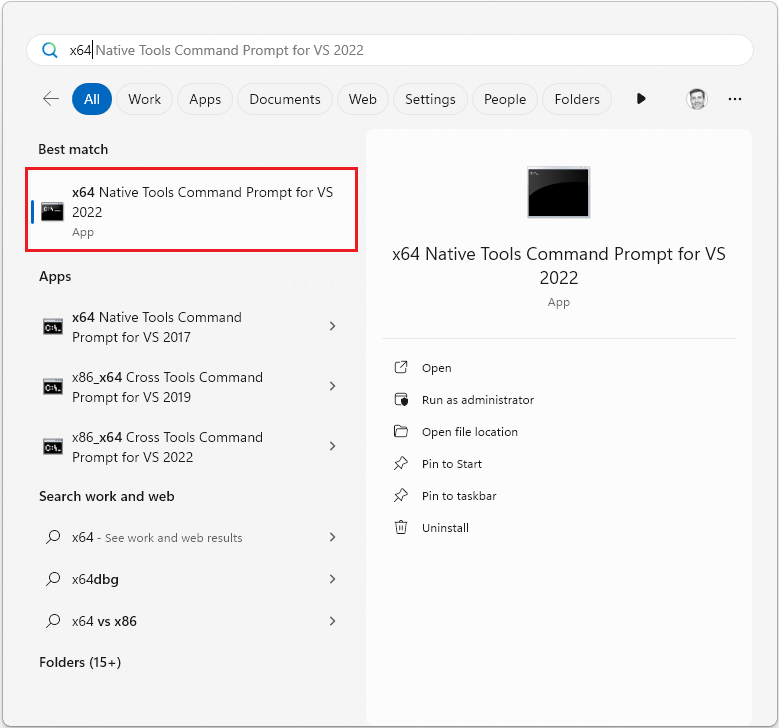 x64 Native Tools Command Prompt for VS 2022
All Work Apps Documents Web Settings People Folders
Best match
x64 Native Tools Command Prompt for VS
2022
App
Apps
x64 Native Tools Command
Prompt for VS 2017
x86_x64 Cross Tools Command
Prompt for VS 2019
x86_x64 Cross Tools Command
Prompt for VS 2022
Search work and web
x64 - See work and web results
x64dbg
x64 vs x86
Folders (15+)
x64 Native Tools Command Prompt for VS
2022
App
Open
Run as administrator
Open file location
Pin to Start
Pin to taskbar
Uninstall